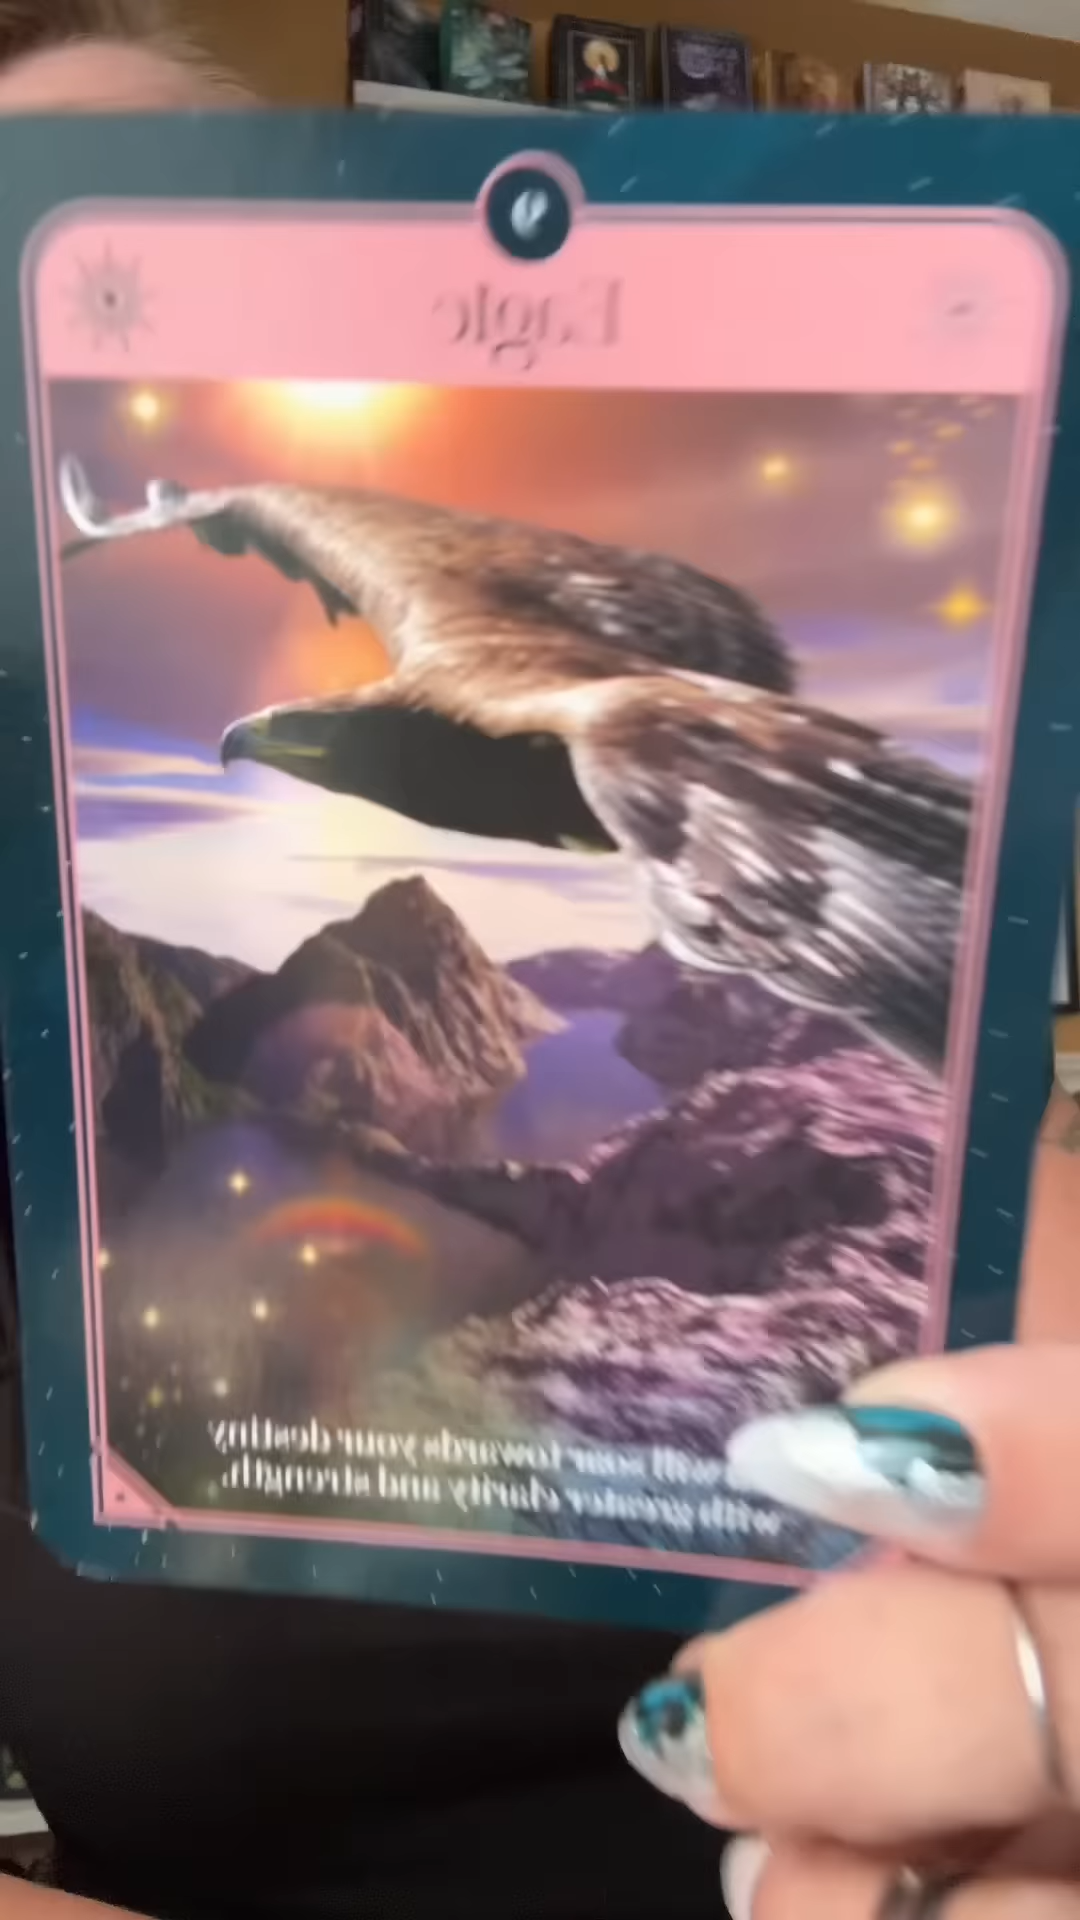 Eagle
will soar towards your destiny
with greater clarity and strength.